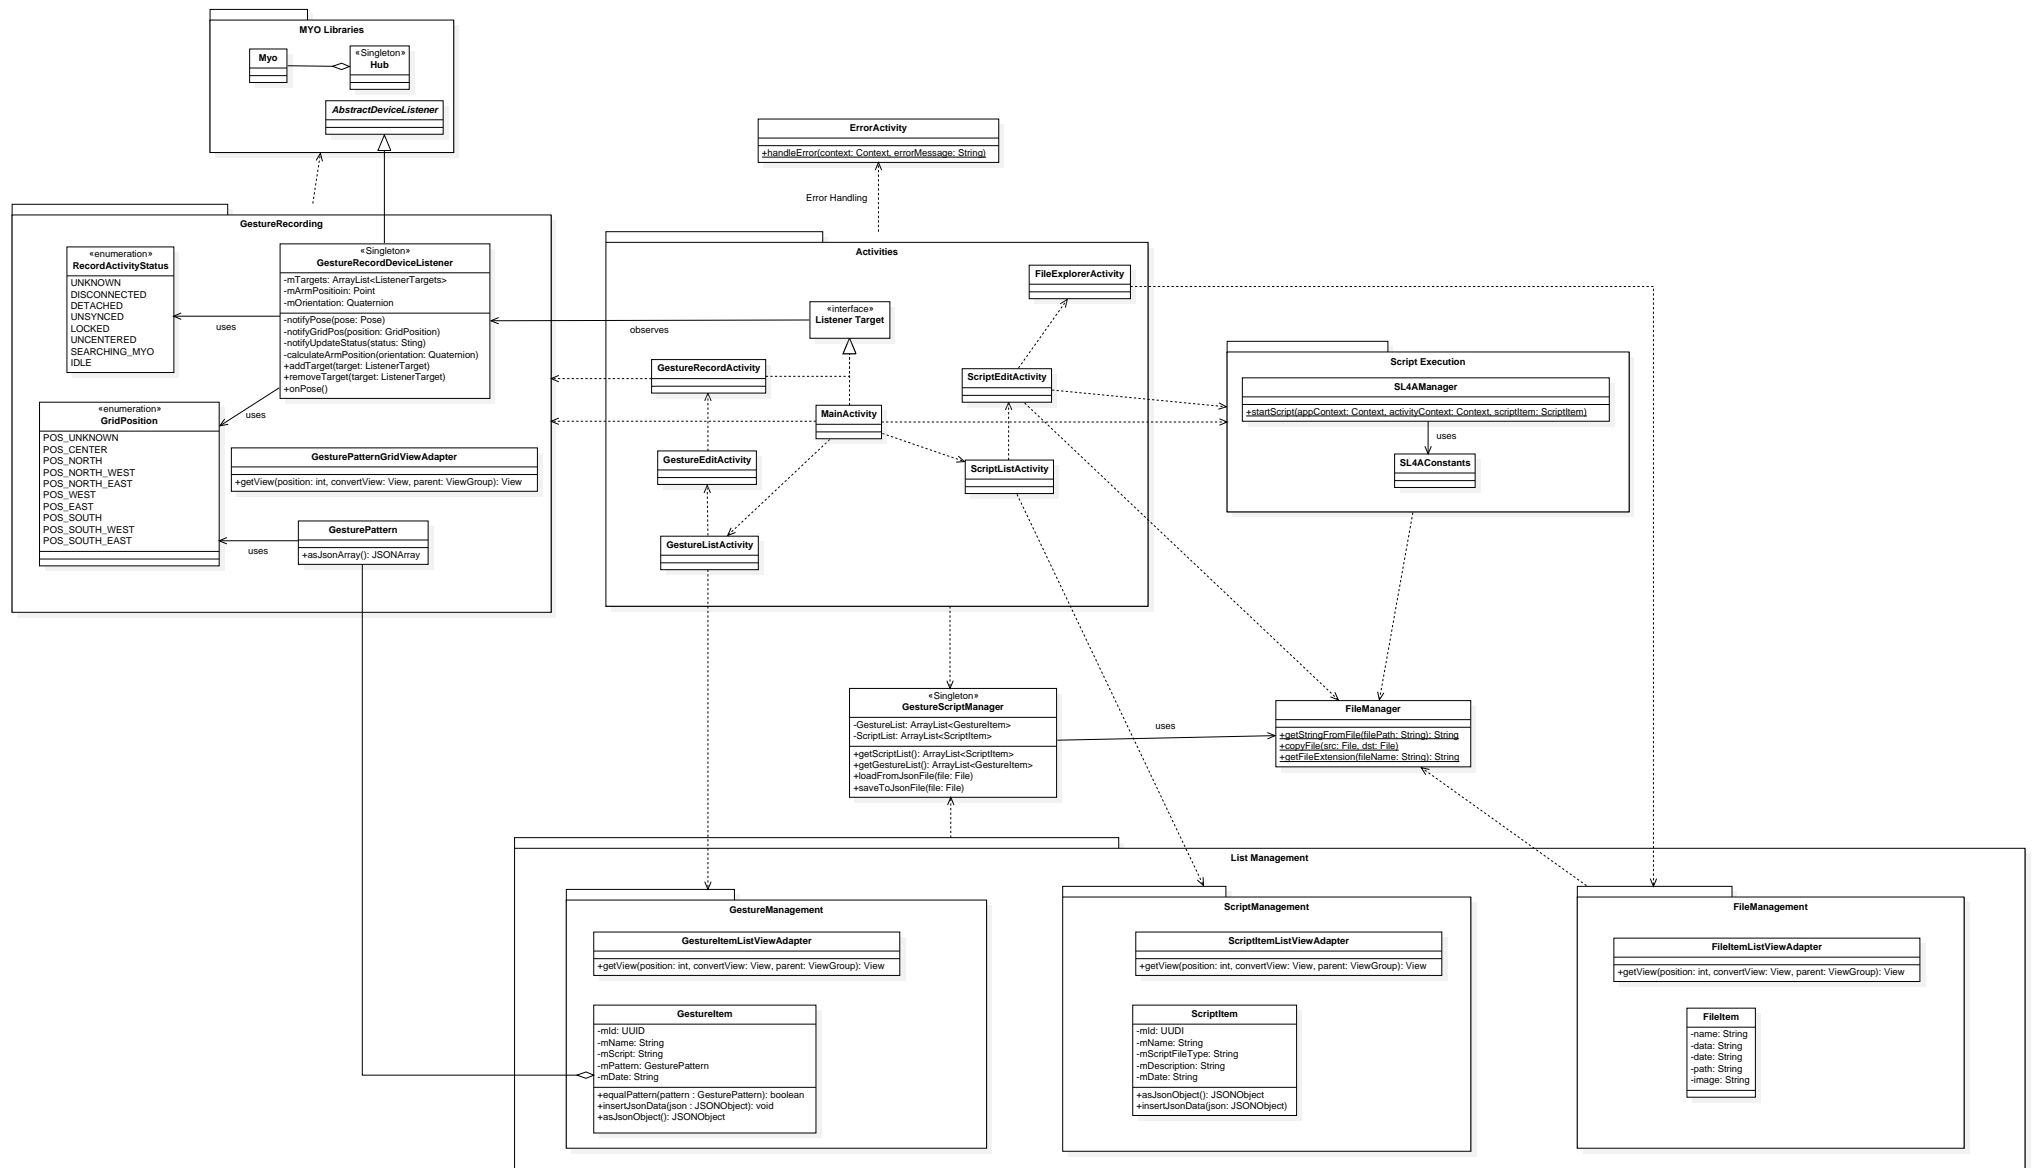 MYO Libraries
Myo
«Singleton»
Hub
AbstractDeviceListener
ErrorActivity
+handleError(context: Context, errorMessage: String)
Error Handling
GestureRecording
«enumeration»
RecordActivityStatus
UNKNOWN
DISCONNECTED
DETACHED
UNSYNCED
LOCKED
UNCENTERED
SEARCHING_MYO
IDLE
uses
«Singleton»
GestureRecordDeviceListener
-mTargets: ArrayList<ListenerTargets>
-mArmPositioin: Point
-mOrientation: Quaternion
-notifyPose(pose: Pose)
-notifyGridPos(position: GridPosition)
-notifyUpdateStatus(status: Sting)
-calculateArmPosition(orientation: Quaternion)
+addTarget(target: ListenerTarget)
+removeTarget(target: ListenerTarget)
+onPose()
uses
«enumeration»
GridPosition
POS_UNKNOWN
POS_CENTER
POS_NORTH
POS_NORTH_WEST
POS_NORTH_EAST
POS_WEST
POS_EAST
POS_SOUTH
POS_SOUTH_WEST
POS_SOUTH_EAST
GesturePatternGridViewAdapter
+getView(position: int, convertView: View, parent: ViewGroup): View
GesturePattern
+asJsonArray(): JSONArray
uses
Activities
FileExplorerActivity
«interface»
Listener Target
observes
GestureRecordActivity
ScriptEditActivity
MainActivity
GestureEditActivity
ScriptListActivity
GestureListActivity
Script Execution
SL4AManager
+startScript(appContext: Context, activityContext: Context, scriptItem: ScriptItem)
uses
SL4AConstants
«Singleton»
GestureScriptManager
-GestureList: ArrayList<GestureItem>
-ScriptList: ArrayList<ScriptItem>
+getScriptList(): ArrayList<ScriptItem>
+getGestureList(): ArrayList<GestureItem>
+loadFromJsonFile(file: File)
+saveToJsonFile(file: File)
uses
FileManager
+getStringFromFile(filePath: String): String
+copyFile(src: File, dst: File)
+getFileExtension(fileName: String): String
List Management
GestureManagement
GestureItemListViewAdapter
+getView(position: int, convertView: View, parent: ViewGroup): View
GestureItem
-mId: UUID
-mName: String
-mScript: String
-mPattern: GesturePattern
-mDate: String
+equalPattern(pattern : GesturePattern): boolean
+insertJsonData(json : JSONObject): void
+asJsonObject(): JSONObject
ScriptManagement
ScriptItemListViewAdapter
+getView(position: int, convertView: View, parent: ViewGroup): View
ScriptItem
-mId: UUDI
-mName: String
-mScriptFileType: String
-mDescription: String
-mDate: String
+asJsonObject(): JSONObject
+insertJsonData(json: JSONObject)
FileManagement
FileItemListViewAdapter
+getView(position: int, convertView: View, parent: ViewGroup): View
FileItem
-name: String
-data: String
-date: String
-path: String
-image: String